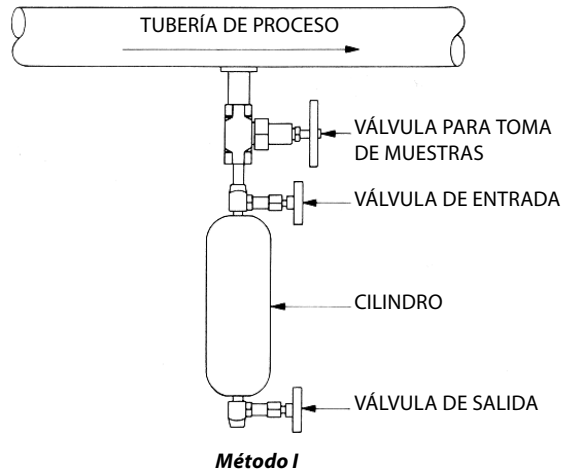 TUBERÍA DE PROCESO
VÁLVULA PARA TOMA
DE MUESTRAS
VÁLVULA DE ENTRADA
CILINDRO
VÁLVULA DE SALIDA
Método I